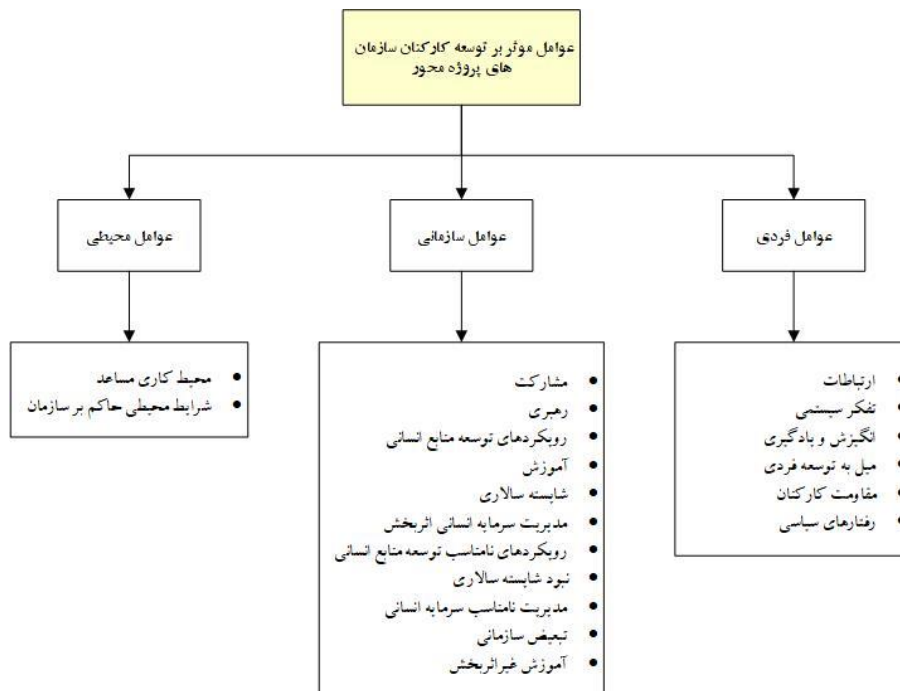 عوامل موثر بر توسعه کارکنان سازمان
های پروژه محور
عوامل فردی
عوامل سازمانی
عوامل محیطی
• ارتباطات
• تفکر سیستمی
• انگیزش و یادگیری
• میل به توسعه فردی
• مقاومت کارکنان
• رفتارهای سیاسی
• مشارکت
• رهبری
• رویکردهای توسعه منابع انسانی
• آموزش
• شایسته سالاری
• مدیریت سرمایه انسانی اثربخش
• رویکردهای نامناسب توسعه منابع انسانی
• نبود شایسته سالاری
• مدیریت نامناسب سرمایه انسانی
• تبعیض سازمانی
• آموزش غیراثربخش
• محیط کاری مساعد
• شرایط محیطی حاکم بر سازمان